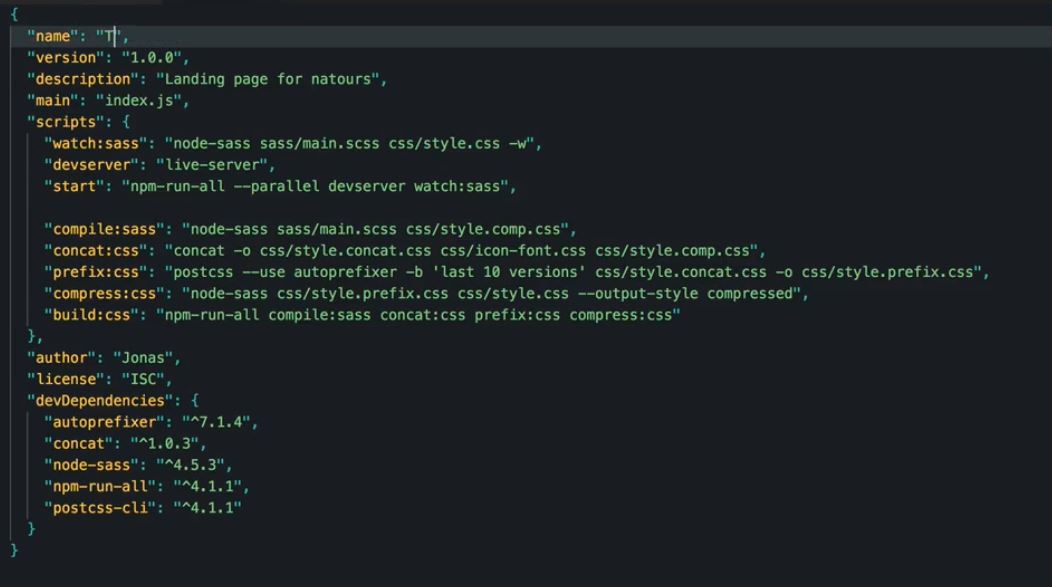 {
"name": "T",
"version": "1.0.0",
"description": "Landing page for natours",
"main": "index.js",
"scripts": {
"watch:sass": "node-sass sass/main.scss css/style.css -w",
"devserver": "live-server",
"start": "npm-run-all --parallel devserver watch:sass",
"compile:sass": "node-sass sass/main.scss css/style.comp.css",
"concat:css": "concat -o css/style.concat.css css/icon-font.css css/style.comp.css",
"prefix:css": "postcss --use autoprefixer -b 'last 10 versions' css/style.concat.css -o css/style.prefix.css",
"compress:css": "node-sass css/style.prefix.css css/style.css --output-style compressed",
"build:css": "npm-run-all compile:sass concat:css prefix:css compress:css"
},
"author": "Jonas",
"license": "ISC",
"devDependencies": {
"autoprefixer": "^7.1.4",
"concat": "^1.0.3",
"node-sass": "^4.5.3",
"npm-run-all": "^4.1.1",
"postcss-cli": "^4.1.1"
}
}